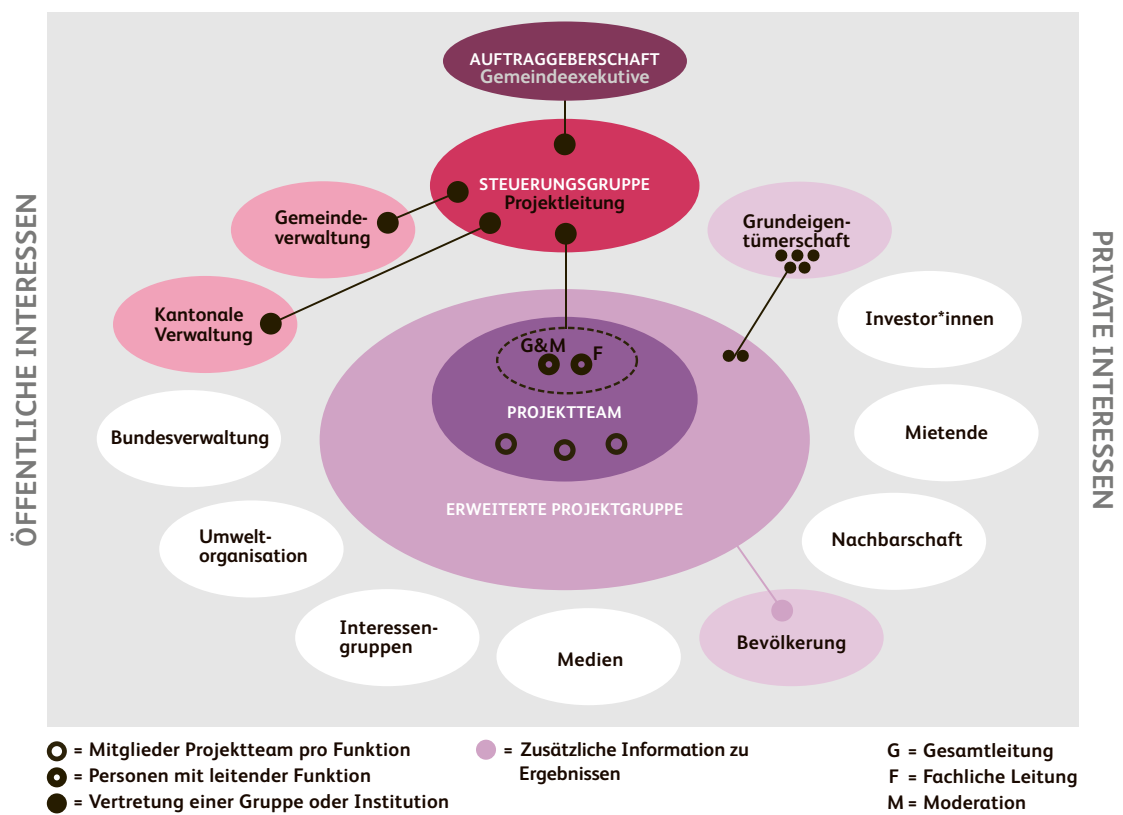 AUFTRAGGEBERSCHAFT
Gemeindeexekutive
STEUERUNGSGRUPPE
Projektleitung
Gemeinde-
verwaltung
Grundeigen-
tümerschaft
Kantonale
Verwaltung
Investor*innen
G&M
F
PROJEKTTEAM
Bundesverwaltung
Mietende
ERWEITERTE PROJEKTGRUPPE
Umwelt-
organisation
Nachbarschaft
Interessen-
gruppen
Medien
Bevölkerung
ÖFFENTLICHE INTERESSEN
PRIVATE INTERESSEN
= Mitglieder Projektteam pro Funktion
= Personen mit leitender Funktion
= Vertretung einer Gruppe oder Institution
= Zusätzliche Information zu
Ergebnissen
G = Gesamtleitung
F = Fachliche Leitung
M = Moderation